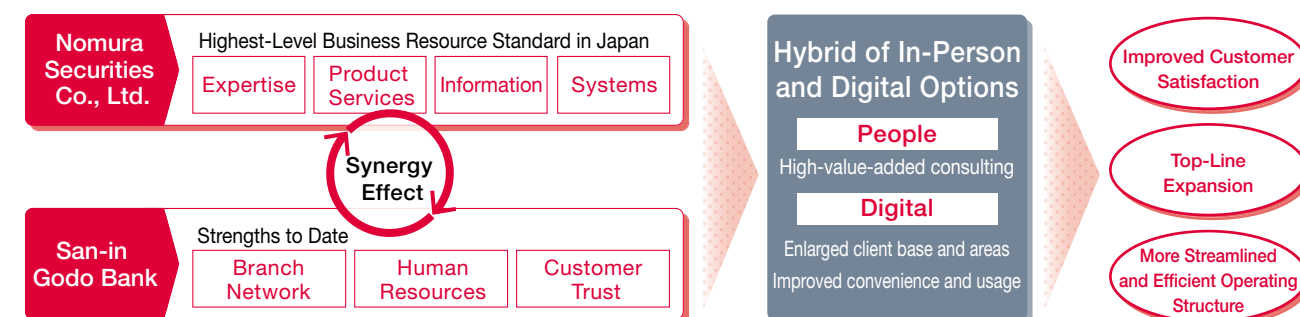 Nomura
Securities
Co., Ltd.
Highest-Level Business Resource Standard in Japan
Expertise
Product
Services
Information
Systems
Synergy
Effect
San-in
Godo Bank
Strengths to Date
Branch
Network
Human
Resources
Customer
Trust
Hybrid of In-Person
and Digital Options
People
High-value-added consulting
Digital
Enlarged client base and areas
Improved convenience and usage
Improved Customer
Satisfaction
Top-Line
Expansion
More Streamlined
and Efficient Operating
Structure